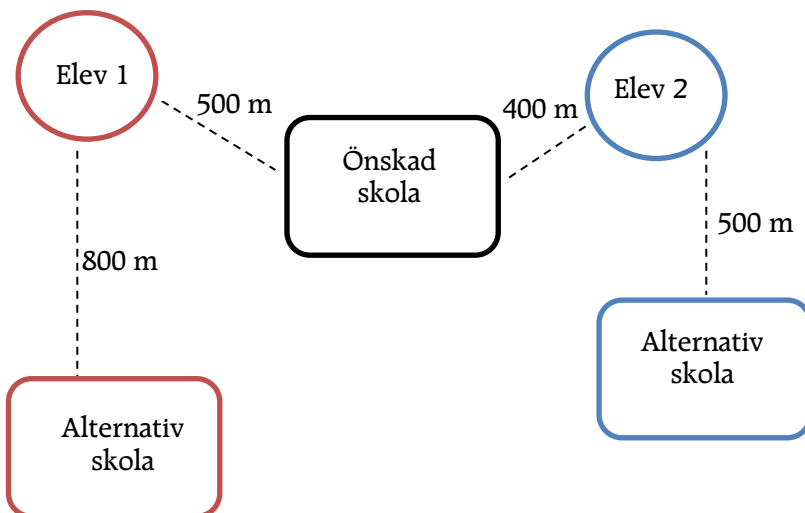 Elev 1
500 m
Önskad
skola
400 m
Elev 2
800 m
500 m
Alternativ
skola
Alternativ
skola